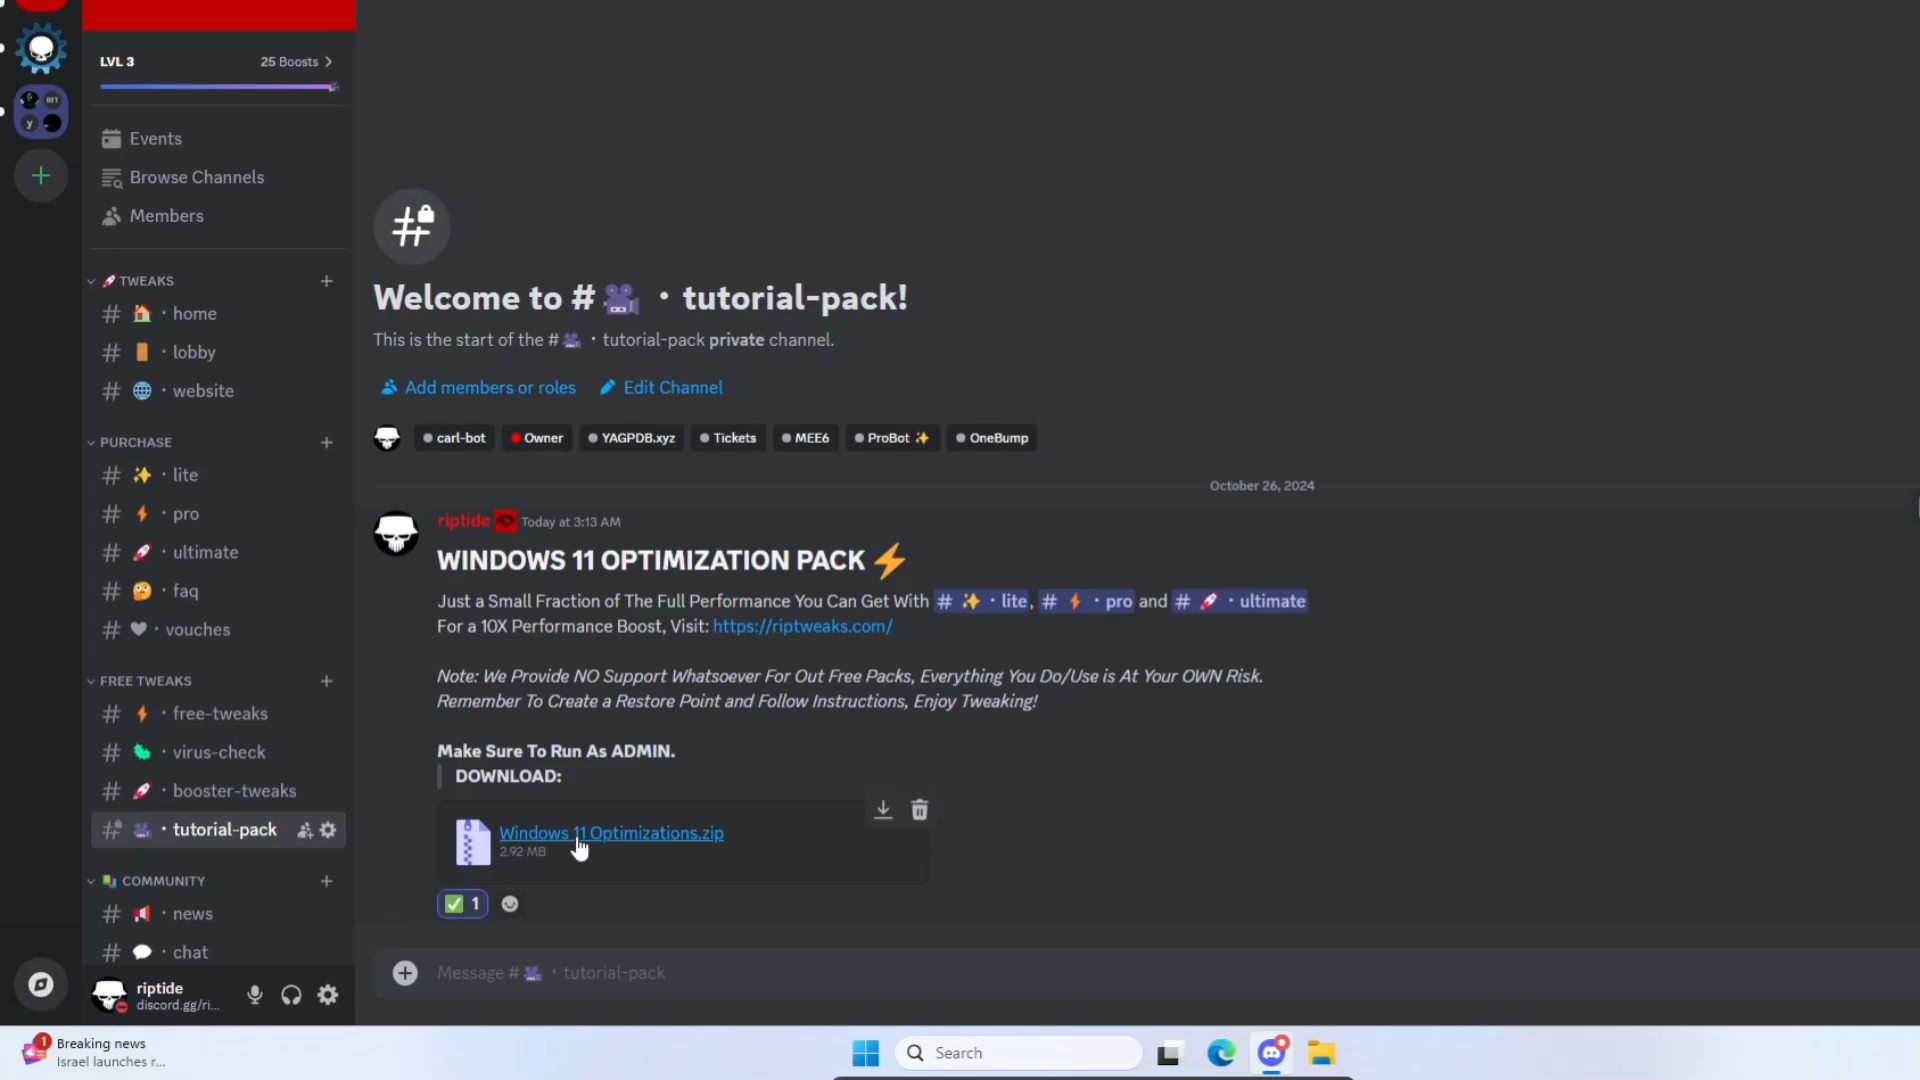 LVL 3
25 Boosts
Events
Browse Channels
Members
TWEAKS
# • home
# • lobby
# • website
PURCHASE
# • lite
# • pro
# • ultimate
# • faq
# • vouches
FREE TWEAKS
# • free-tweaks
# • virus-check
# • booster-tweaks
# • tutorial-pack
COMMUNITY
# • news
# • chat
riptide
discord.gg/ri...
Welcome to # • tutorial-pack!
This is the start of the # • tutorial-pack private channel.
Add members or roles
Edit Channel
carl-bot Owner YAGPDB.xyz Tickets MEE6 ProBot OneBump
October 26, 2024
riptide Today at 3:13 AM
WINDOWS 11 OPTIMIZATION PACK
Just a Small Fraction of The Full Performance You Can Get With # • lite, # • pro and # • ultimate
For a 10X Performance Boost, Visit: https://riptweaks.com/
Note: We Provide NO Support Whatsoever For Out Free Packs, Everything You Do/Use is At Your OWN Risk.
Remember To Create a Restore Point and Follow Instructions, Enjoy Tweaking!
Make Sure To Run As ADMIN.
DOWNLOAD:
Windows 11 Optimizations.zip
2.92 MB
1
Message # • tutorial-pack
1
Breaking news
Israel launches r...
Search